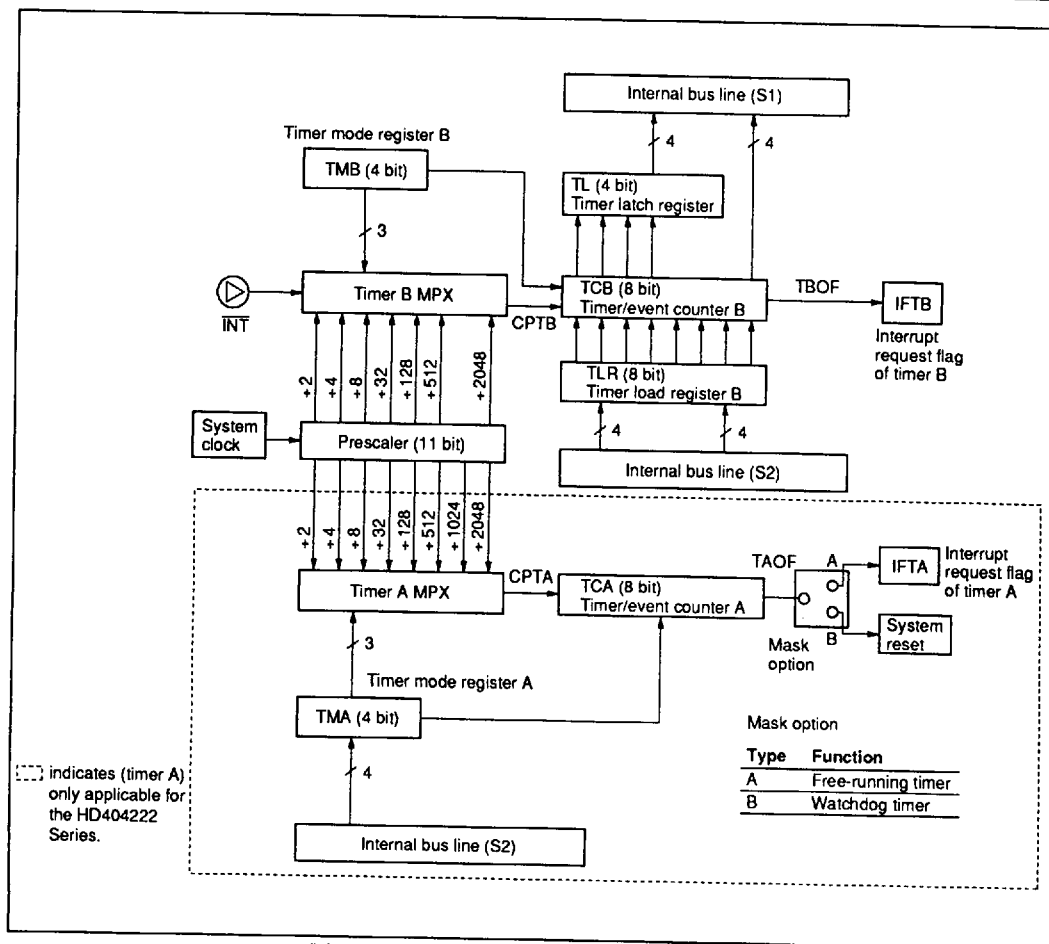 Internal bus line (S1)
4
4
Timer mode register B
TMB (4 bit)
TL (4 bit)
Timer latch register
3
Timer B MPX
INT
CPTB
TCB (8 bit)
Timer/event counter B
TBOF
IFTB
Interrupt
request flag
of timer B
÷2
÷4
÷8
÷32
÷128
÷512
÷2048
TLR (8 bit)
Timer load register B
4
4
System
clock
Prescaler (11 bit)
Internal bus line (S2)
÷2
÷4
÷8
÷32
÷128
÷512
÷1024
÷2048
Timer A MPX
CPTA
TCA (8 bit)
Timer/event counter A
TAOF
A
B
Mask
option
IFTA
Interrupt
request flag
of timer A
System
reset
3
Timer mode register A
TMA (4 bit)
4
Internal bus line (S2)
Mask option
Type Function
A Free-running timer
B Watchdog timer
indicates (timer A)
only applicable for
the HD404222
Series.